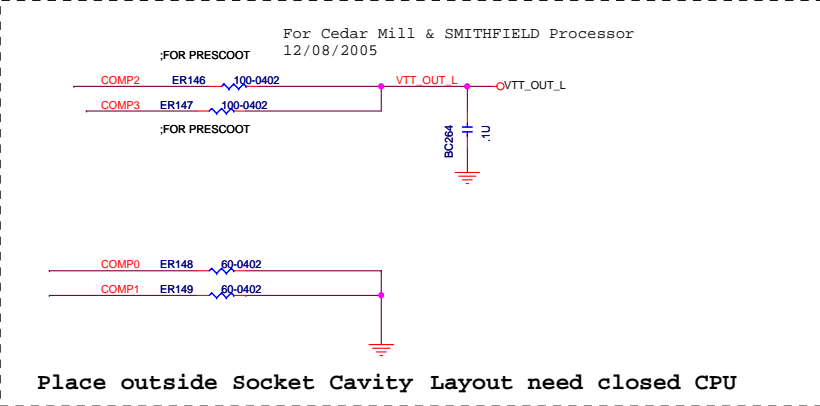 For Cedar Mill & SMITHFIELD Processor
12/08/2005
;FOR PRESCOOT
COMP2 ER146 100-0402 VTT_OUT_L VTT_OUT_L
COMP3 ER147 100-0402
;FOR PRESCOOT
BC264 .1U
COMP0 ER148 60-0402
COMP1 ER149 60-0402
Place outside Socket Cavity Layout need closed CPU